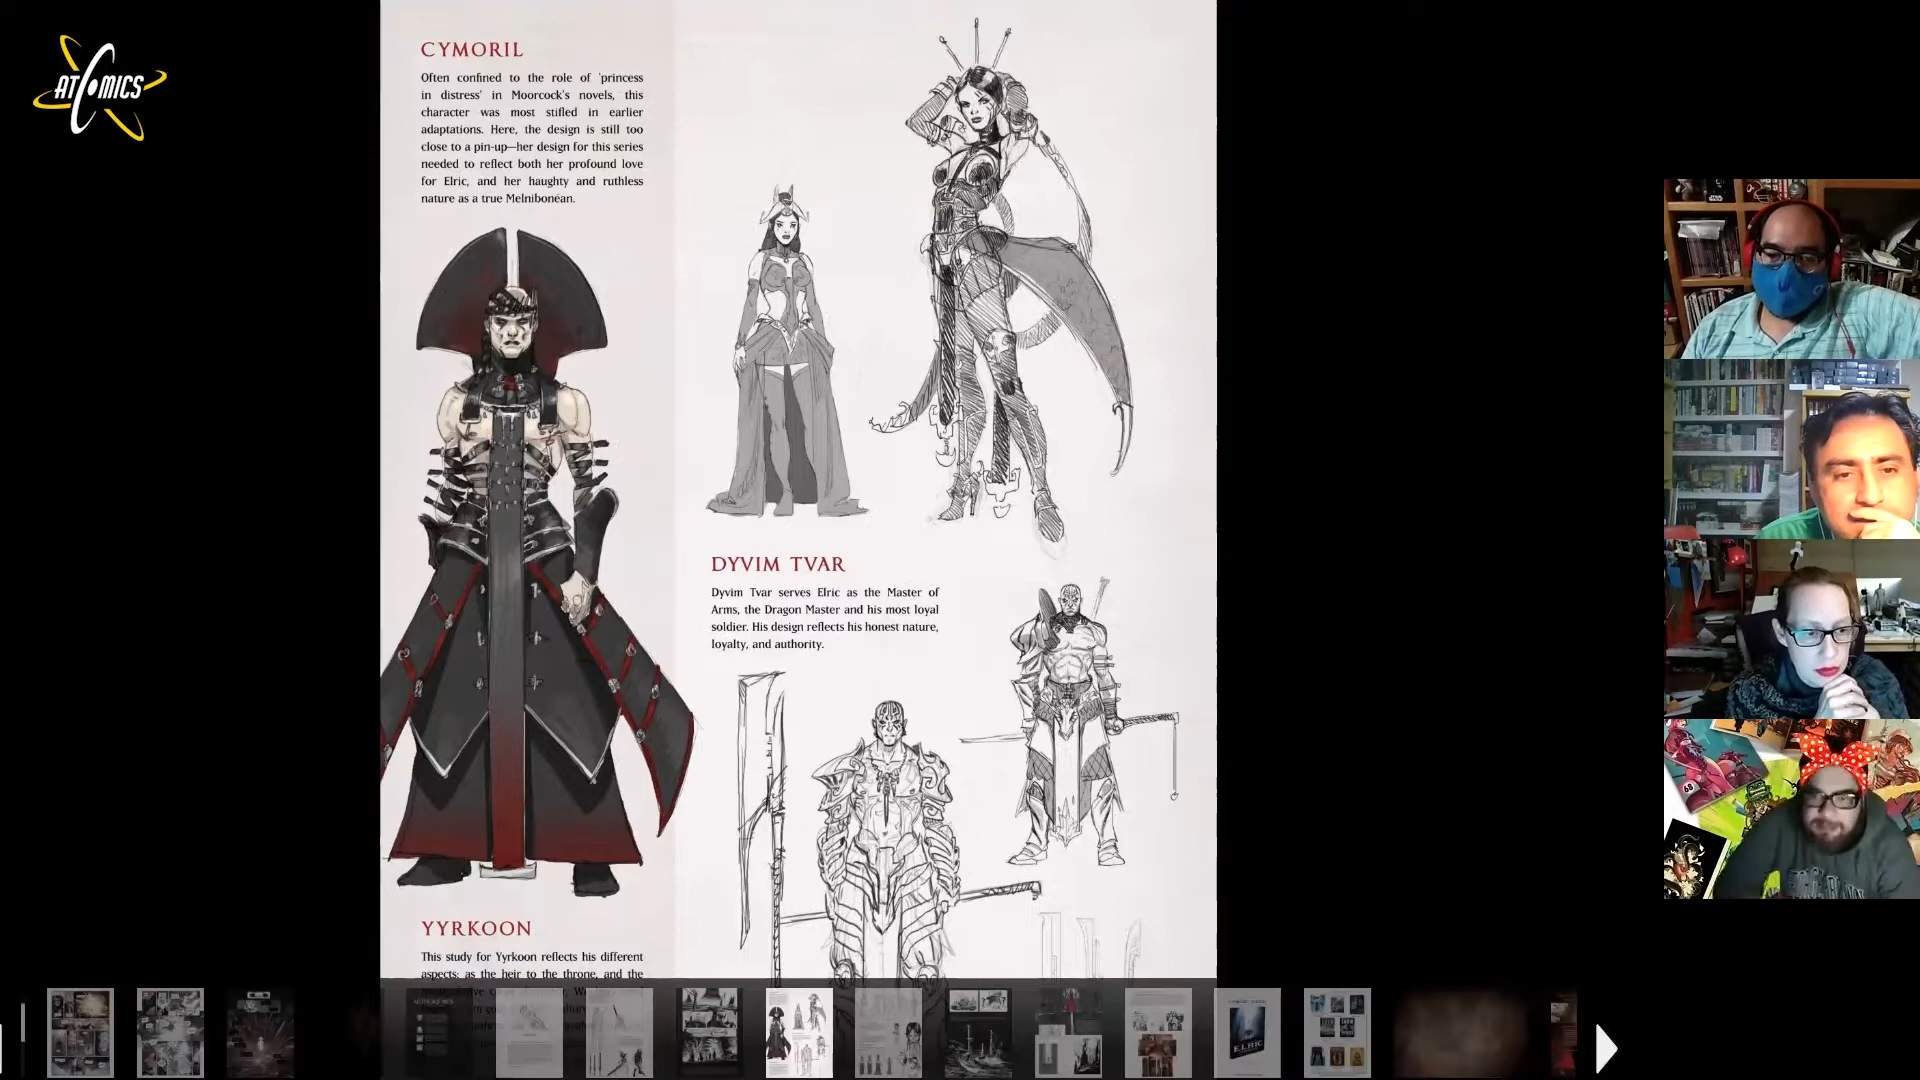 ATCOMICS
CYMORIL
Often confined to the role of 'princess
in distress' in Moorcock's novels, this
character was most stifled in earlier
adaptations. Here, the design is still too
close to a pin-up—her design for this series
needed to reflect both her profound love
for Elric, and her haughty and ruthless
nature as a true Melnibonéan.
DYVIM TVAR
Dyvim Tvar serves Elric as the Master of
Arms, the Dragon Master and his most loyal
soldier. His design reflects his honest nature,
loyalty, and authority.
YYRKOON
This study for Yyrkoon reflects his different
aspects: as the heir to the throne, and the
ELRIC
68